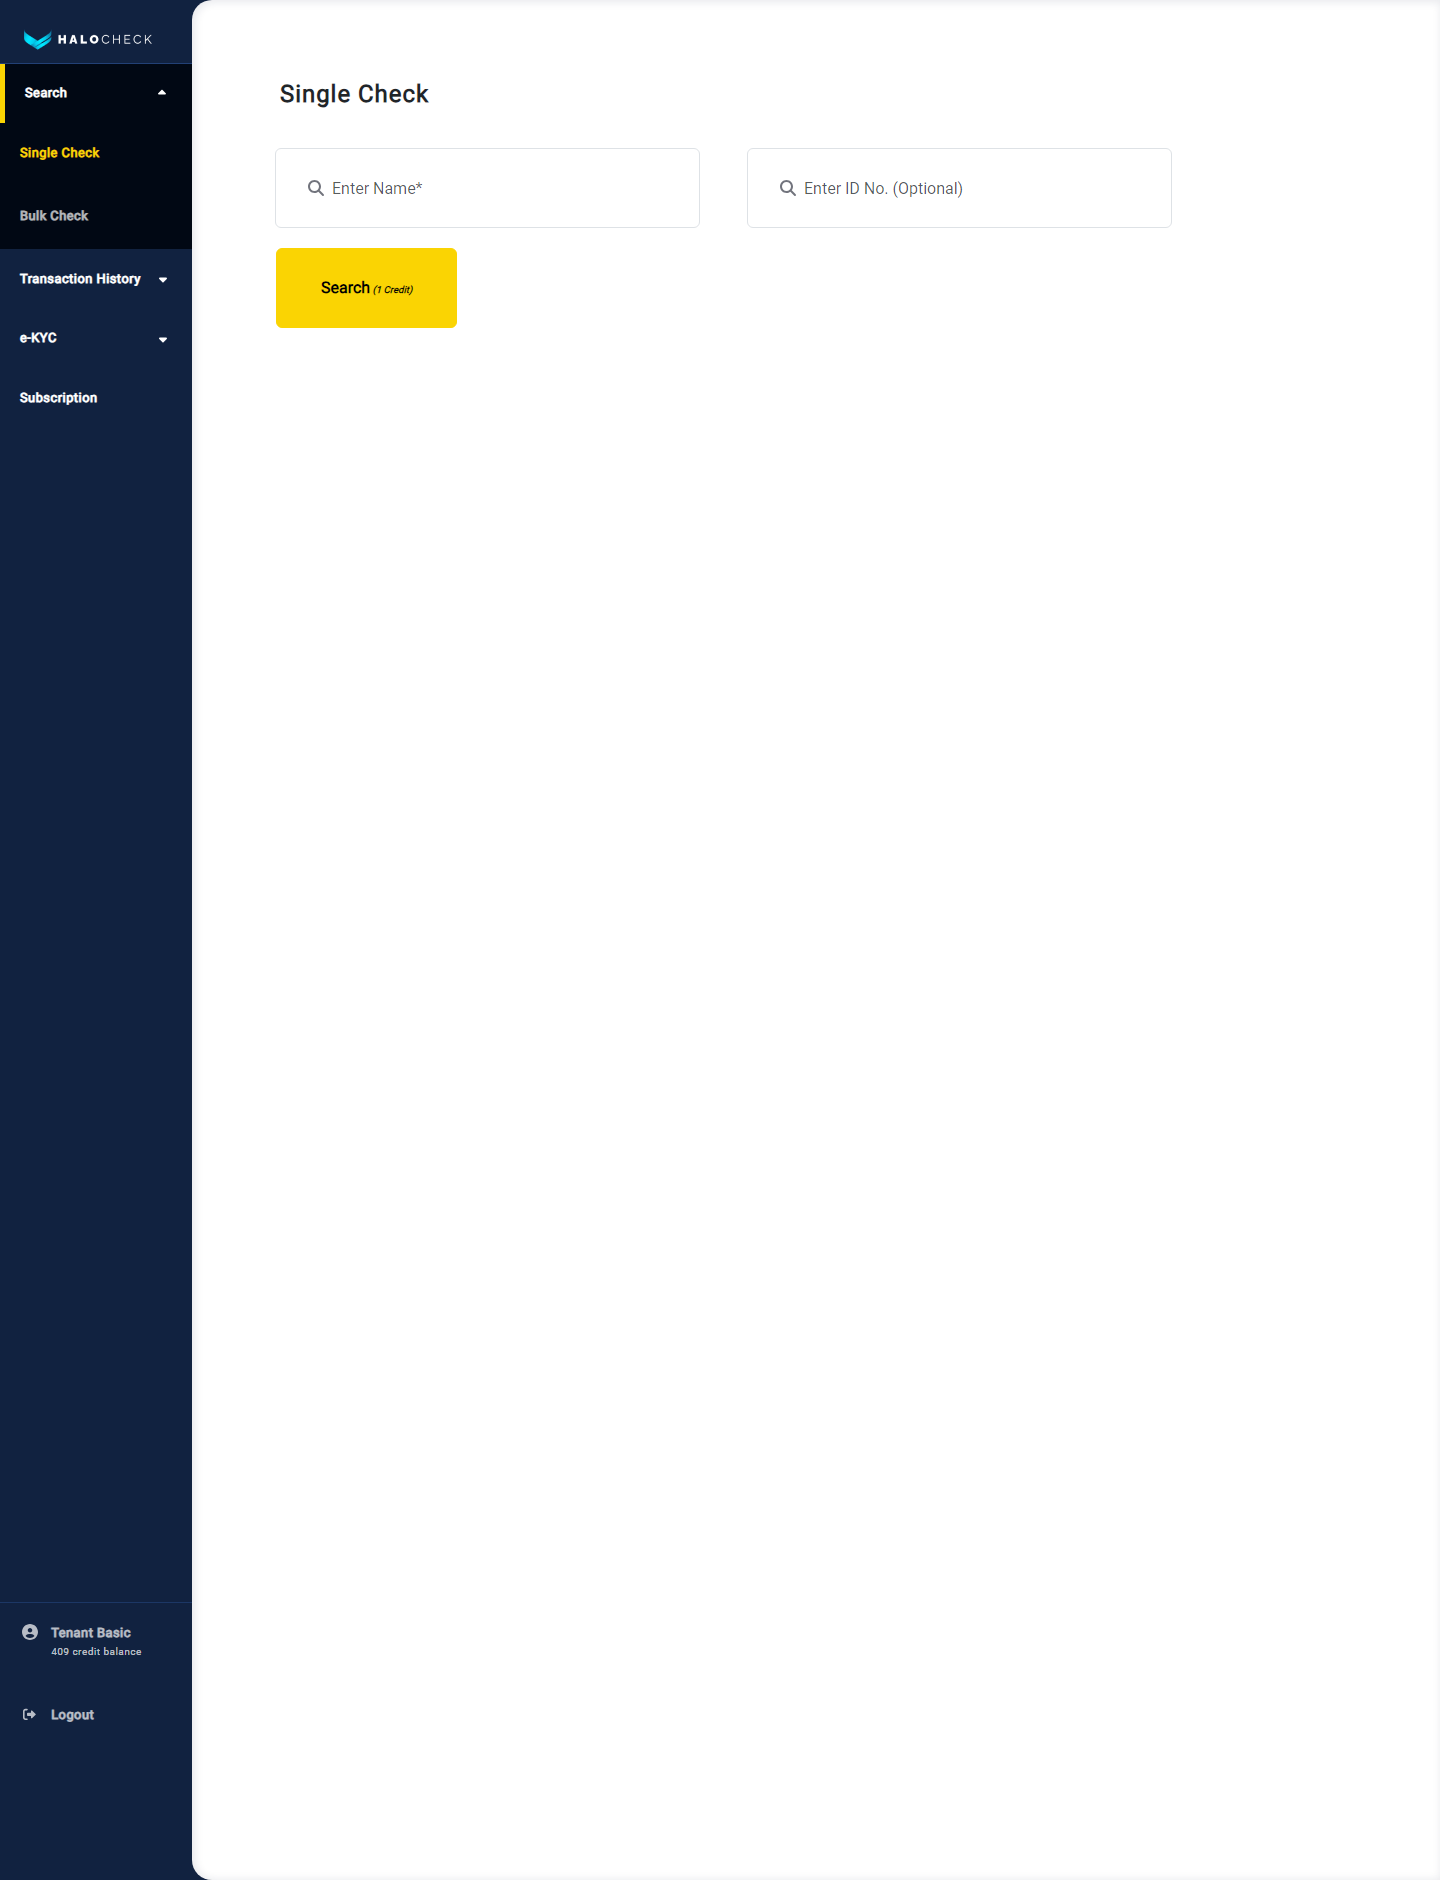 HALOCHECK
Search
Single Check
Bulk Check
Transaction History
e-KYC
Subscription
Single Check
Enter Name*
Enter ID No. (Optional)
Search (1 Credit)
Tenant Basic
409 credit balance
Logout